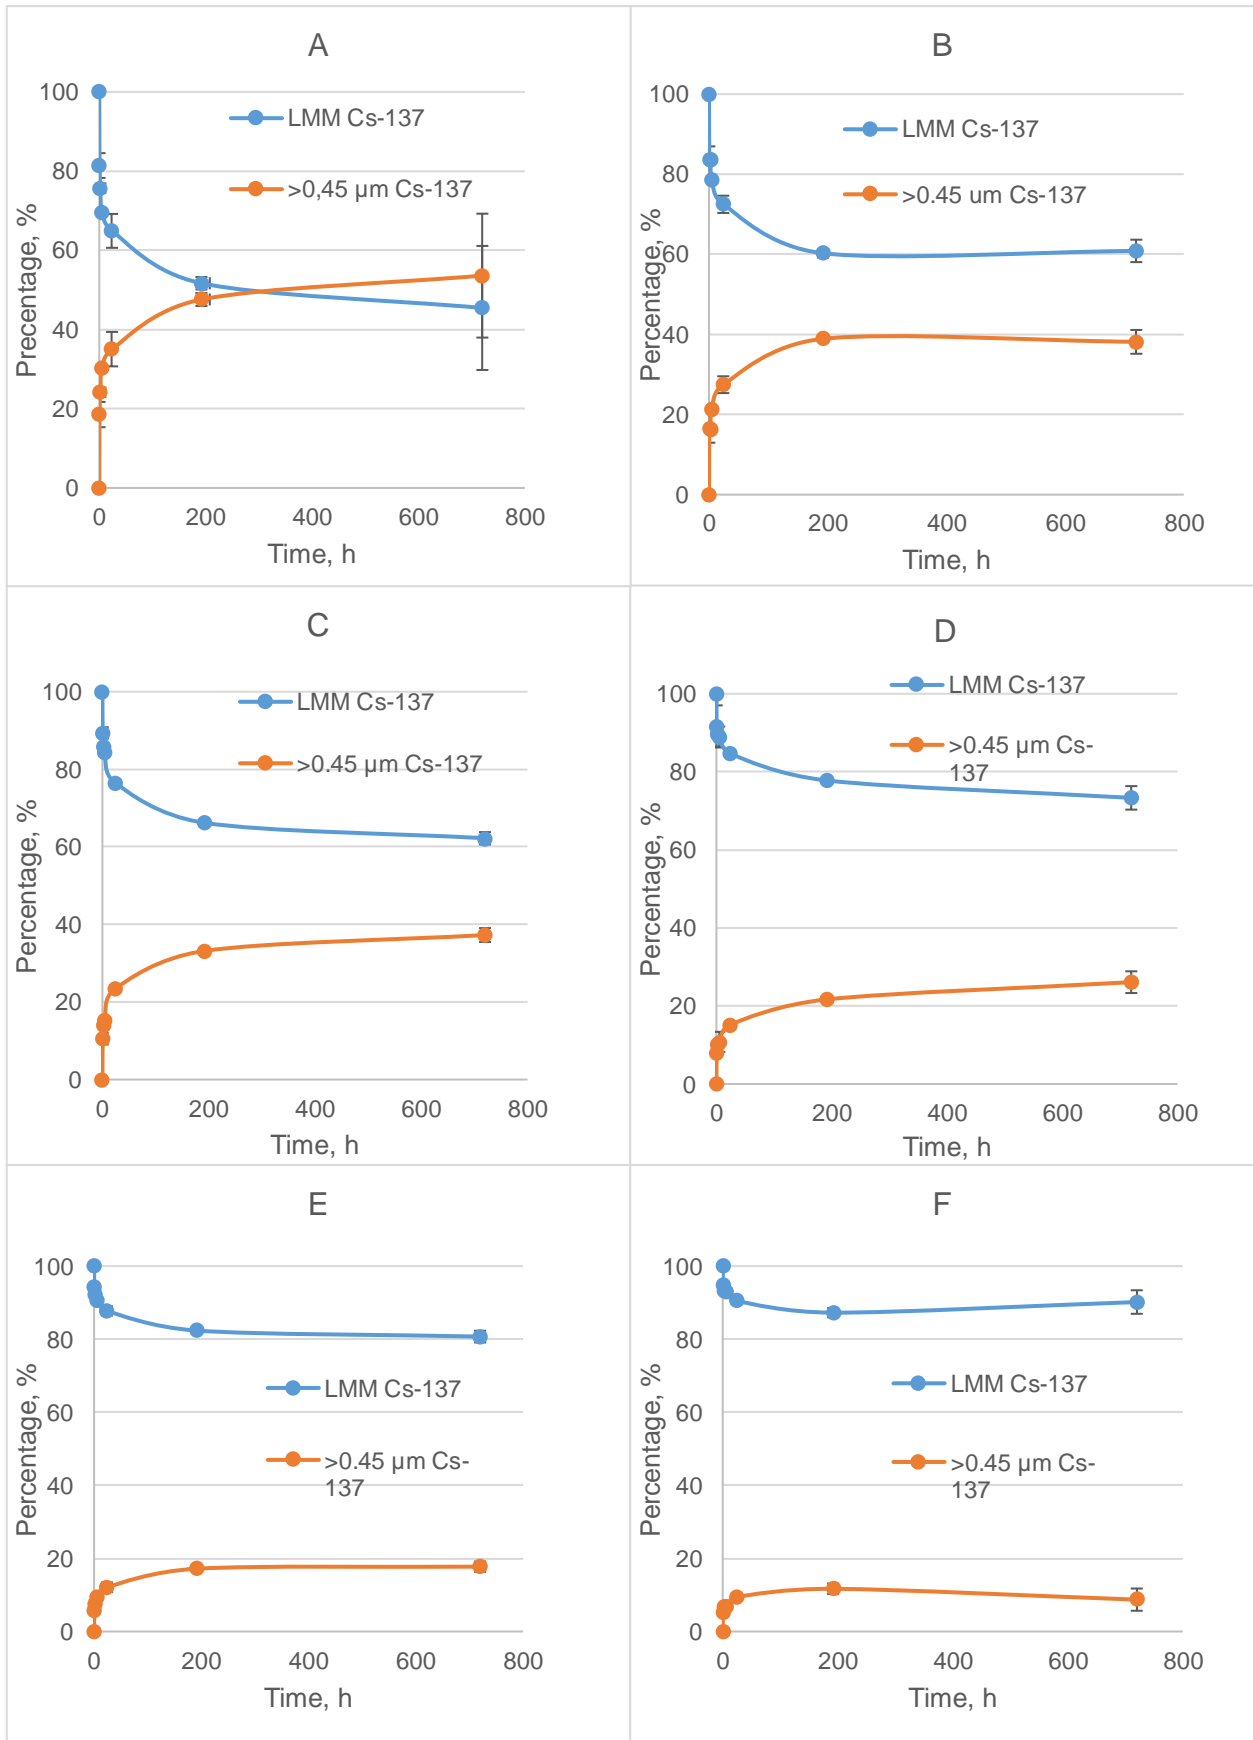 A
Precentage, %
100
80
60
40
20
0
LMM Cs-137
>0,45 µm Cs-137
0 200 400 600 800
Time, h
B
Percentage, %
100
80
60
40
20
0
LMM Cs-137
>0.45 um Cs-137
0 200 400 600 800
Time, h
C
Percentage, %
100
80
60
40
20
0
LMM Cs-137
>0.45 µm Cs-137
0 200 400 600 800
Time, h
D
Percentage, %
100
80
60
40
20
0
LMM Cs-137
>0.45 µm Cs-
137
0 200 400 600 800
Time, h
E
Percentage, %
100
80
60
40
20
0
LMM Cs-137
>0.45 µm Cs-
137
0 200 400 600 800
Time, h
F
Percentage, %
100
80
60
40
20
0
LMM Cs-137
>0.45 µm Cs-
137
0 200 400 600 800
Time, h